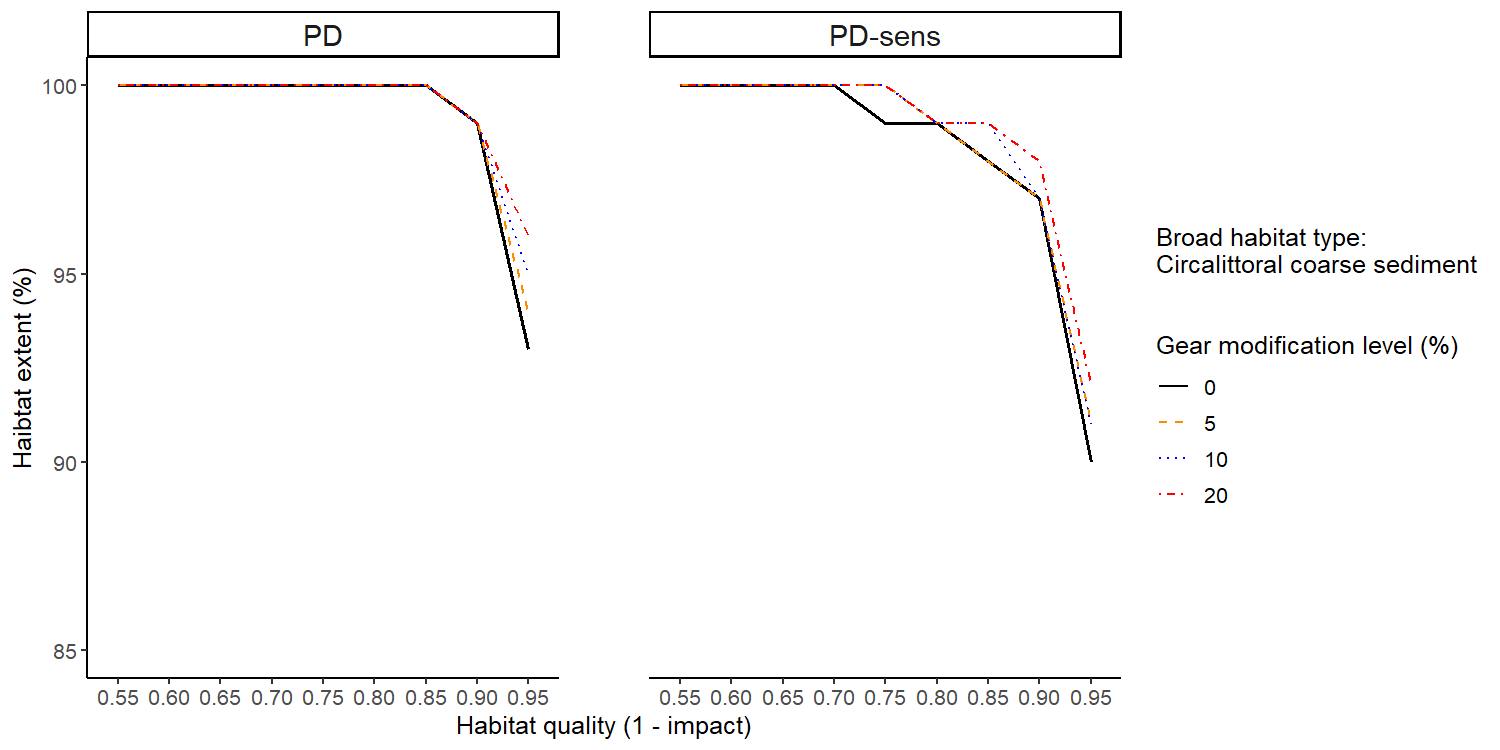 PD
PD-sens
100
95
90
85
Haibtat extent (%)
0.55 0.60 0.65 0.70 0.75 0.80 0.85 0.90 0.95
0.55 0.60 0.65 0.70 0.75 0.80 0.85 0.90 0.95
Habitat quality (1 - impact)
Broad habitat type:
Circalittoral coarse sediment
Gear modification level (%)
0
5
10
20